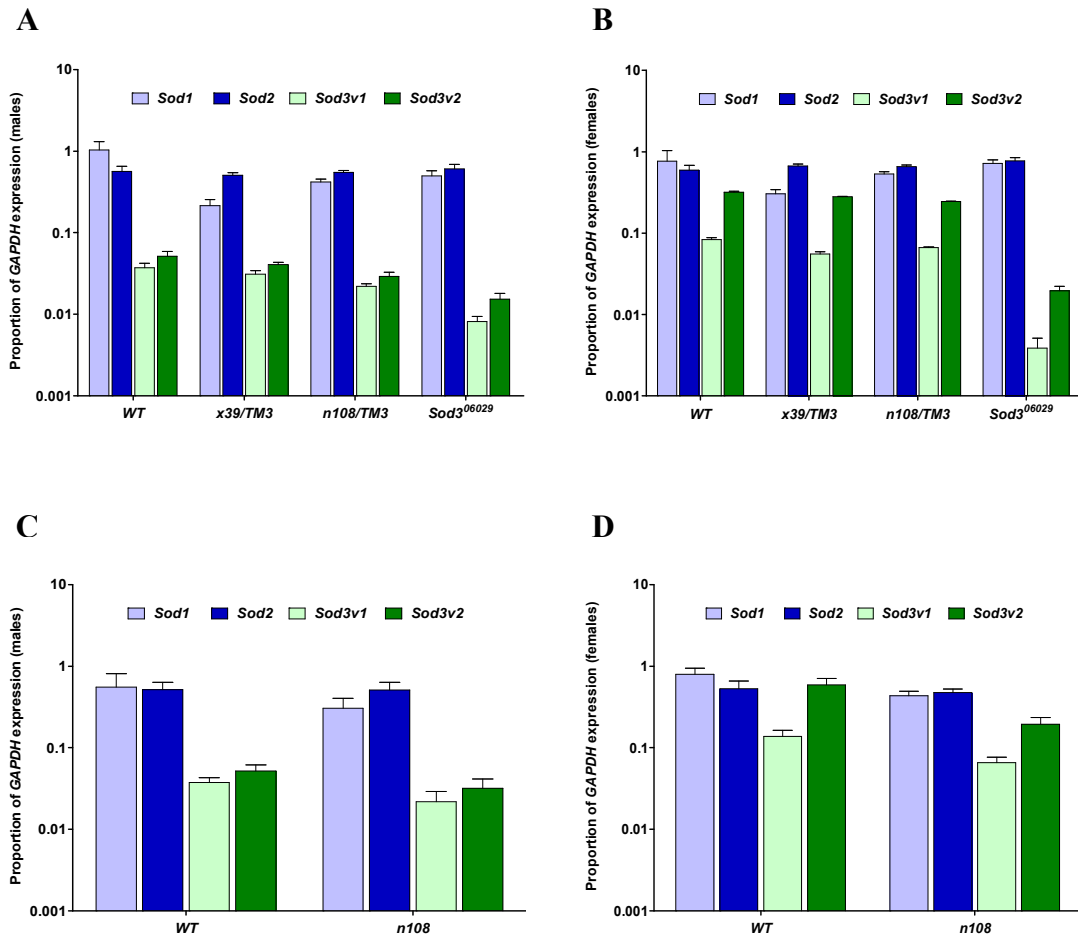 A
Proportion of GAPDH expression (males)
10
1
0.1
0.01
0.001
Sod1 Sod2 Sod3v1 Sod3v2
WT x39/TM3 n108/TM3 Sod3^06029
B
Proportion of GAPDH expression (females)
10
1
0.1
0.01
0.001
Sod1 Sod2 Sod3v1 Sod3v2
WT x39/TM3 n108/TM3 Sod3^06029
C
Proportion of GAPDH expression (males)
10
1
0.1
0.01
0.001
Sod1 Sod2 Sod3v1 Sod3v2
WT n108
D
Proportion of GAPDH expression (females)
10
1
0.1
0.01
0.001
Sod1 Sod2 Sod3v1 Sod3v2
WT n108